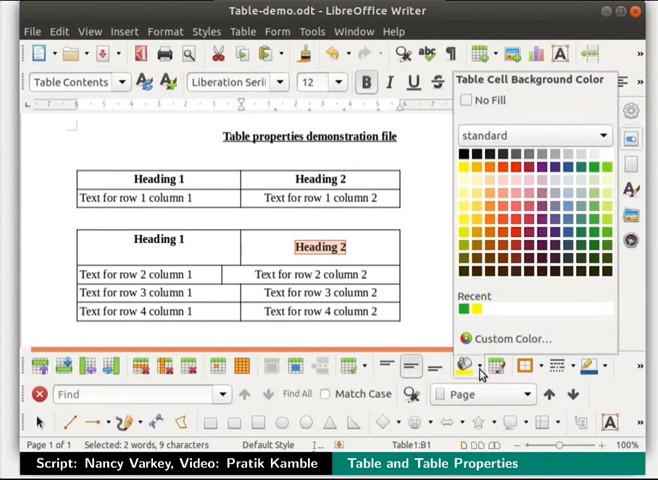 Table-demo.odt - LibreOffice Writer
File Edit View Insert Format Styles Table Form Tools Window Help
Table Contents
Liberation Seri
12
Table Cell Background Color
No Fill
standard
Recent
Custom Color...
Table properties demonstration file
Heading 1 Heading 2
Text for row 1 column 1 Text for row 1 column 2
Heading 1 Heading 2
Text for row 2 column 1 Text for row 2 column 2
Text for row 3 column 1 Text for row 3 column 2
Text for row 4 column 1 Text for row 4 column 2
Find Find All Match Case Page
Page 1 of 1 Selected: 2 words, 9 characters Default Style Table1:B1 100%
Script: Nancy Varkey, Video: Pratik Kamble Table and Table Properties